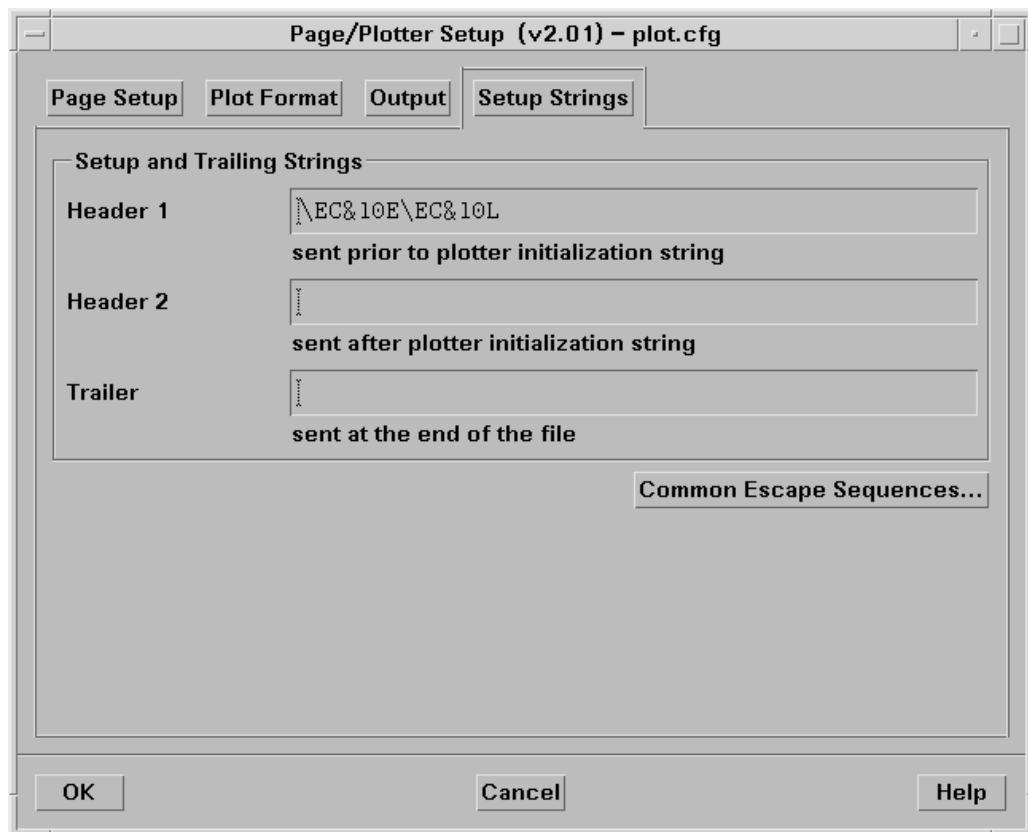 Page/Plotter Setup (v2.01) – plot.cfg
Page Setup Plot Format Output Setup Strings
Setup and Trailing Strings
Header 1 \EC&l0E\EC&l0L
sent prior to plotter initialization string
Header 2
sent after plotter initialization string
Trailer
sent at the end of the file
Common Escape Sequences...
OK Cancel Help